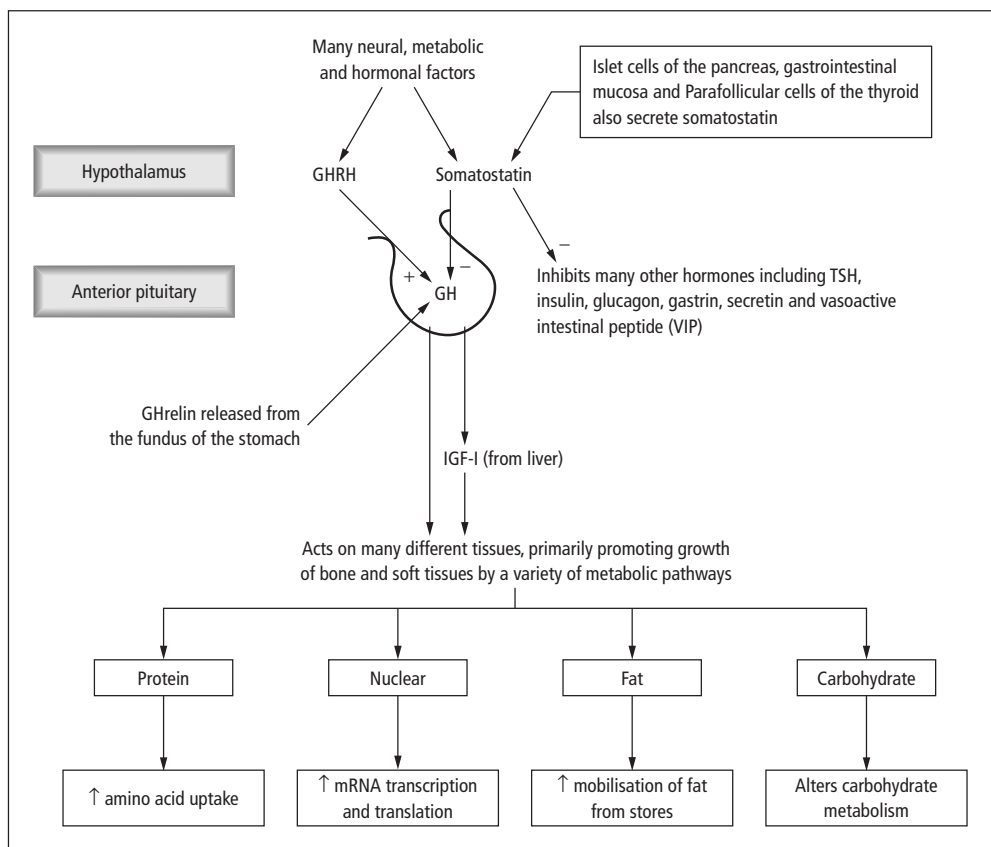 Many neural, metabolic
and hormonal factors
Islet cells of the pancreas, gastrointestinal
mucosa and Parafollicular cells of the thyroid
also secrete somatostatin
Hypothalamus
GHRH
Somatostatin
Anterior pituitary
+
−
GH
−
Inhibits many other hormones including TSH,
insulin, glucagon, gastrin, secretin and vasoactive
intestinal peptide (VIP)
GHrelin released from
the fundus of the stomach
IGF-I (from liver)
Acts on many different tissues, primarily promoting growth
of bone and soft tissues by a variety of metabolic pathways
Protein
Nuclear
Fat
Carbohydrate
↑ amino acid uptake
↑ mRNA transcription
and translation
↑ mobilisation of fat
from stores
Alters carbohydrate
metabolism